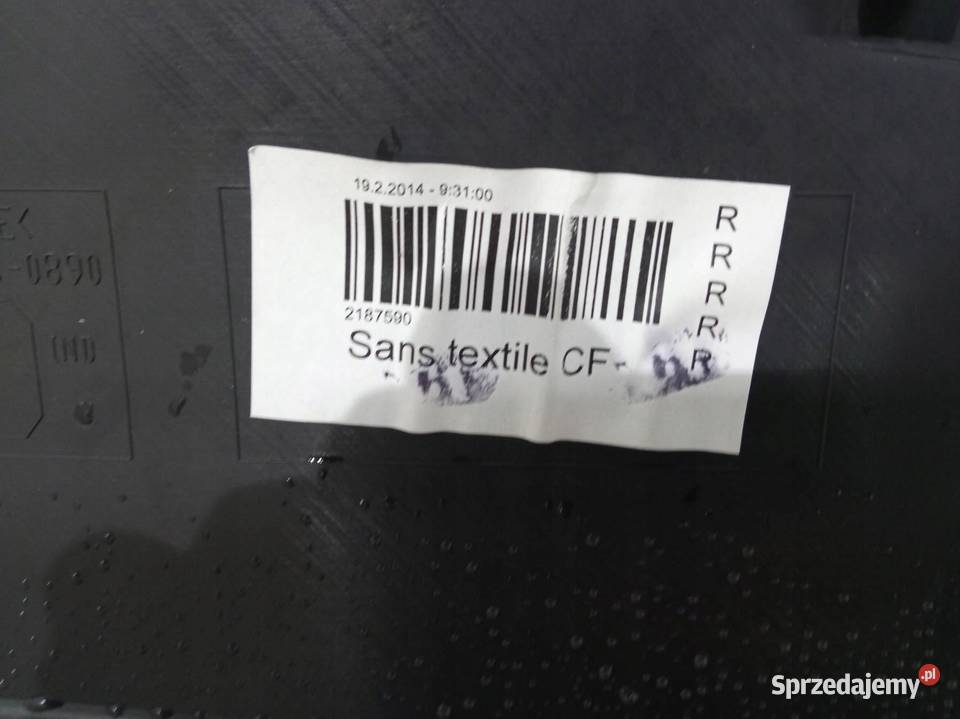 19.2.2014 - 9:31:00
2187590
Sans textile CF-
R
R
R
R
R
-0890
Sprzedajemy.pl